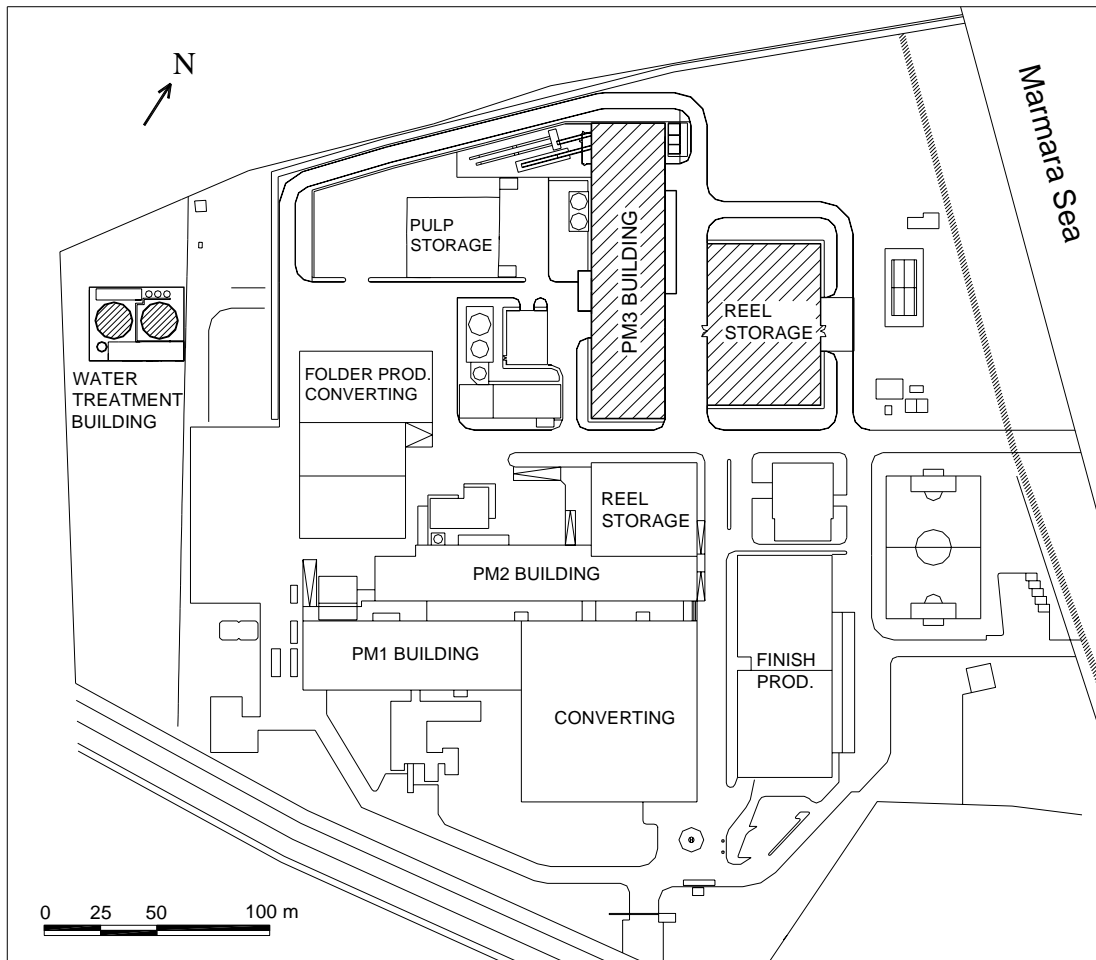 N
Marmara Sea
PULP
STORAGE
PM3 BUILDING
REEL
STORAGE
WATER
TREATMENT
BUILDING
FOLDER PROD.
CONVERTING
REEL
STORAGE
PM2 BUILDING
PM1 BUILDING
FINISH
PROD.
CONVERTING
0 25 50 100 m